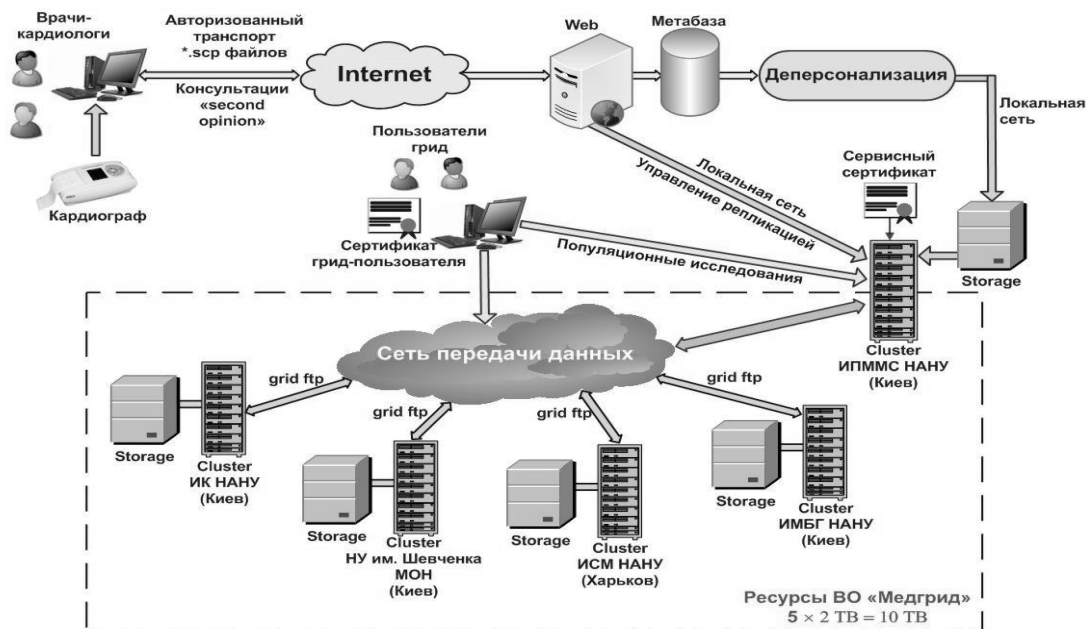 Врачи-
кардиологи
Авторизованный
транспорт
*.scp файлов
Консультации
«second
opinion»
Internet
Web
Метабаза
Деперсонализация
Локальная
сеть
Кардиограф
Пользователи
грид
Сертификат
грид-пользователя
Локальная сеть
Управление репликацией
Популяционные исследования
Сервисный
сертификат
Storage
Cluster
ИПММС НАНУ
(Киев)
Сеть передачи данных
grid ftp
grid ftp
grid ftp
grid ftp
Storage
Cluster
ИК НАНУ
(Киев)
Storage
Cluster
НУ им. Шевченка
МОН
(Киев)
Storage
Cluster
ИСМ НАНУ
(Харьков)
Storage
Cluster
ИМБГ НАНУ
(Киев)
Ресурсы ВО «Медгрид»
5 × 2 TB = 10 TB